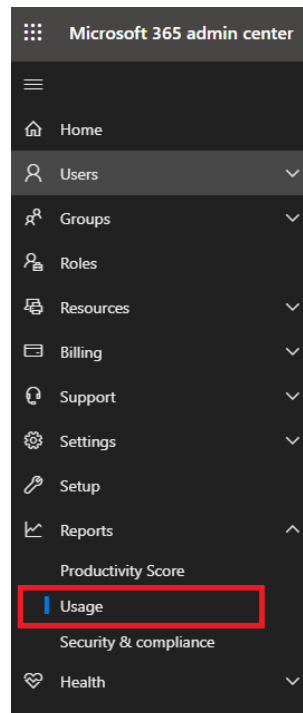 Microsoft 365 admin center
Home
Users
Groups
Roles
Resources
Billing
Support
Settings
Setup
Reports
Productivity Score
Usage
Security & compliance
Health